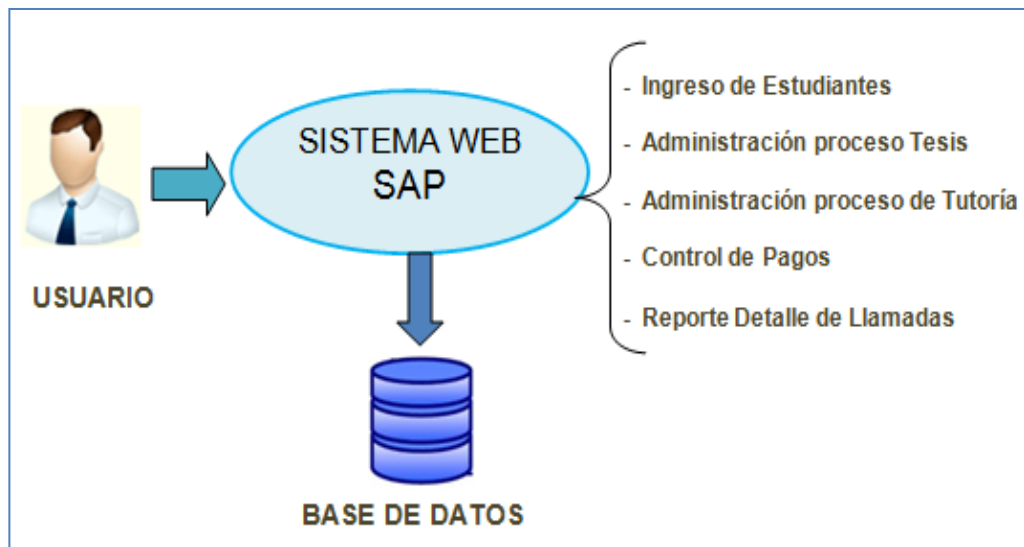 SISTEMA WEB
SAP
USUARIO
BASE DE DATOS
- Ingreso de Estudiantes
- Administración proceso Tesis
- Administración proceso de Tutoría
- Control de Pagos
- Reporte Detalle de Llamadas